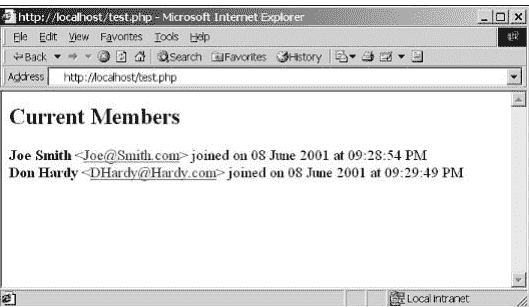 http://localhost/test.php - Microsoft Internet Explorer
File Edit View Favorites Tools Help
Back Search Favorites History
Address http://localhost/test.php
Current Members
Joe Smith <Joe@Smith.com> joined on 08 June 2001 at 09:28:54 PM
Don Hardy <DHardy@Hardy.com> joined on 08 June 2001 at 09:29:49 PM
Local intranet